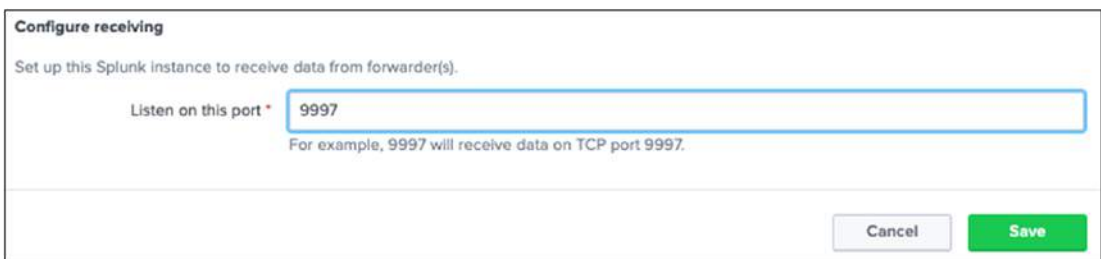 Configure receiving
Set up this Splunk instance to receive data from forwarder(s).
Listen on this port * 9997
For example, 9997 will receive data on TCP port 9997.
Cancel Save